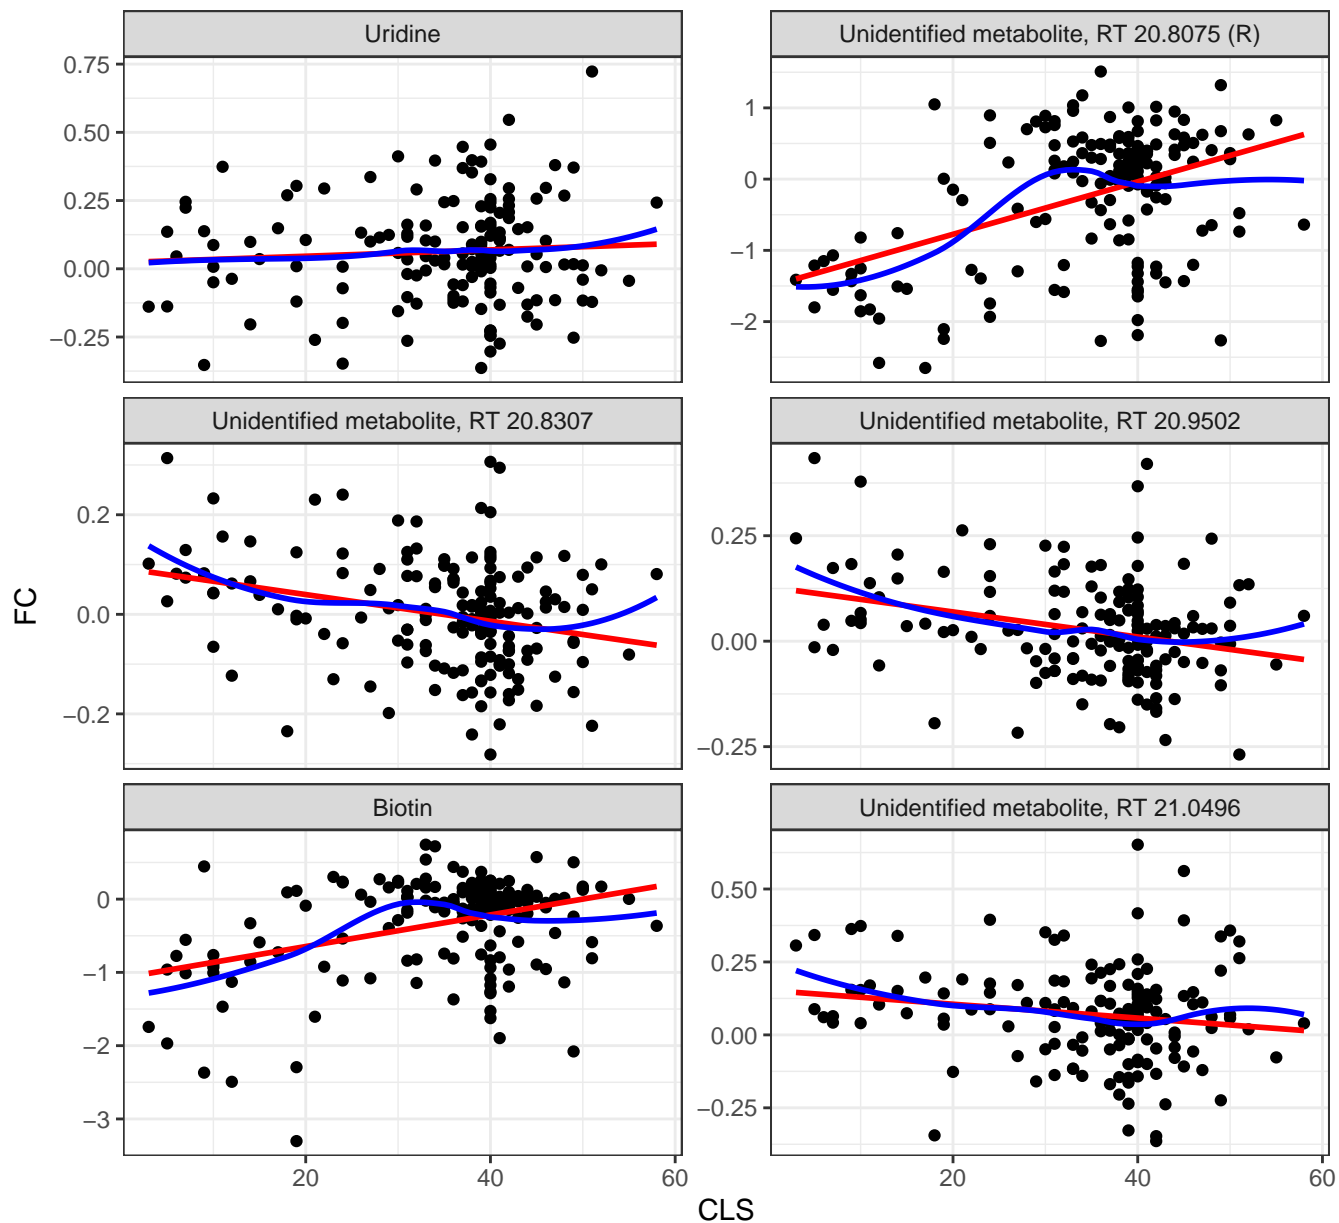 Uridine
Unidentified metabolite, RT 20.8075 (R)
0.75
0.50
0.25
0.00
−0.25
1
0
−1
−2
Unidentified metabolite, RT 20.8307
Unidentified metabolite, RT 20.9502
0.2
0.0
−0.2
0.25
0.00
−0.25
FC
Biotin
Unidentified metabolite, RT 21.0496
0
−1
−2
−3
0.50
0.25
0.00
−0.25
20 40 60
20 40 60
CLS